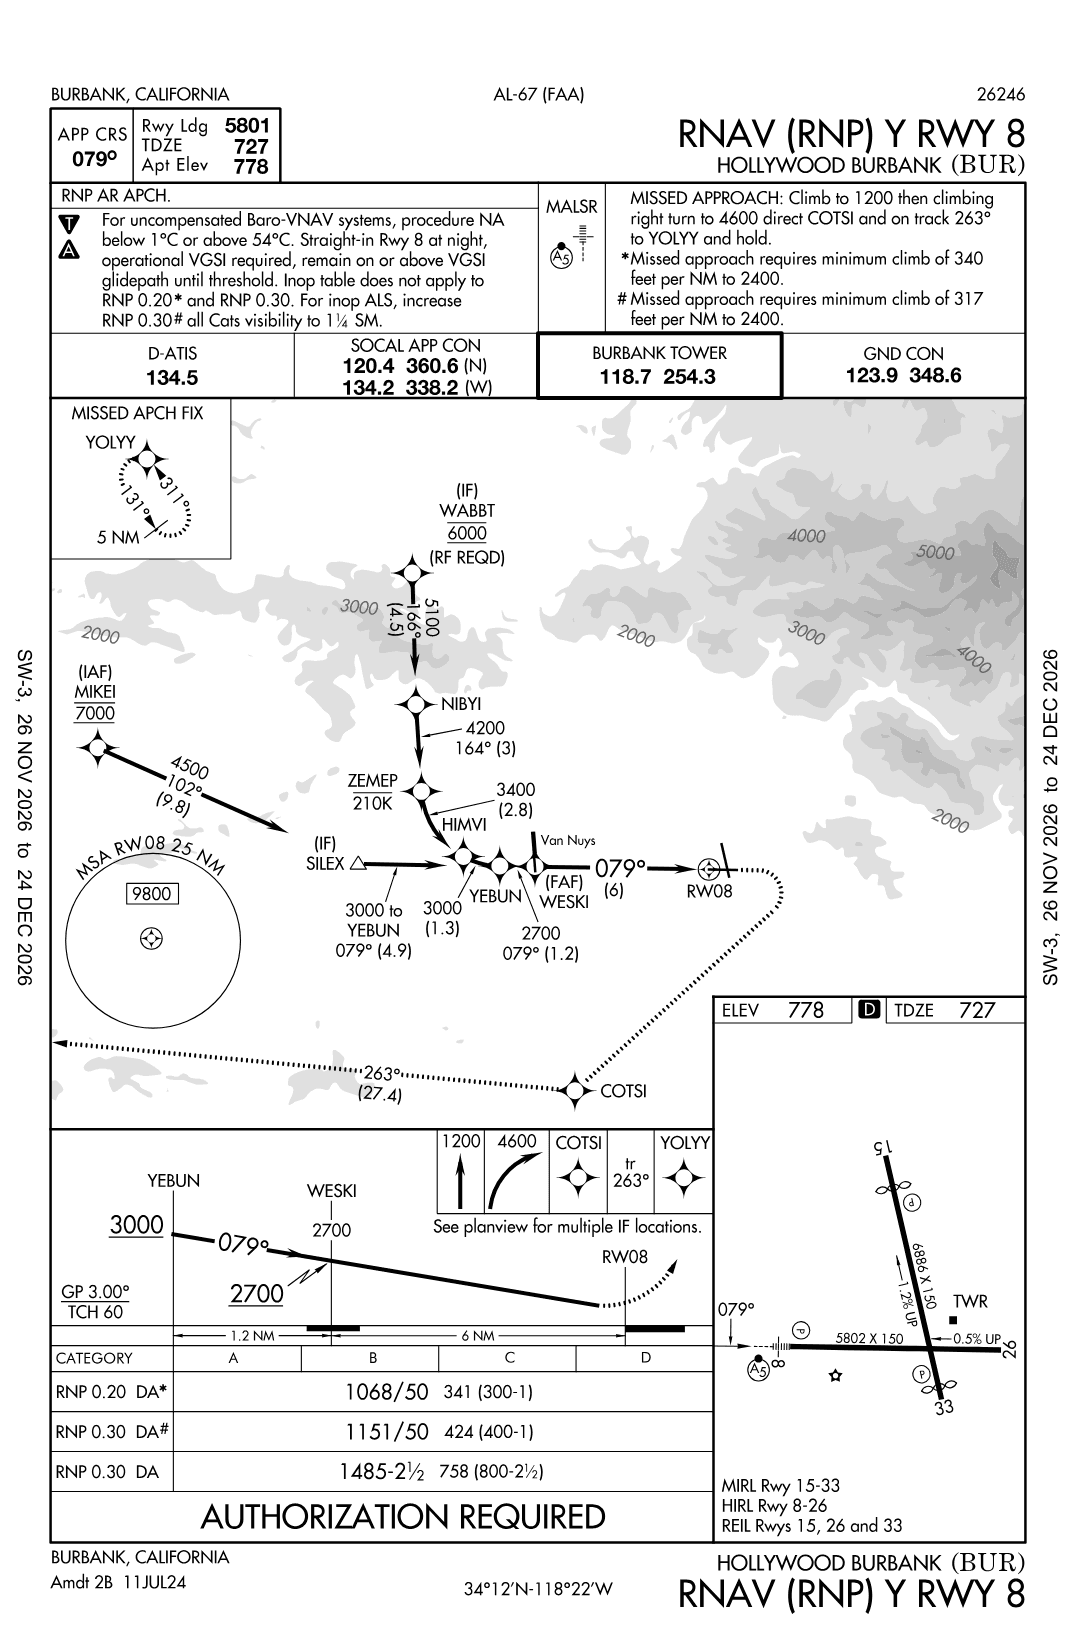 BURBANK, CALIFORNIA
AL-67 (FAA)
26246
APP CRS
079°
Rwy Ldg 5801
TDZE 727
Apt Elev 778
RNAV (RNP) Y RWY 8
HOLLYWOOD BURBANK (BUR)
RNP AR APCH.
T
A
For uncompensated Baro-VNAV systems, procedure NA
below 1°C or above 54°C. Straight-in Rwy 8 at night,
operational VGSI required, remain on or above VGSI
glidepath until threshold. Inop table does not apply to
RNP 0.20* and RNP 0.30. For inop ALS, increase
RNP 0.30# all Cats visibility to 1¼ SM.
MALSR
A5
MISSED APPROACH: Climb to 1200 then climbing
right turn to 4600 direct COTSI and on track 263°
to YOLYY and hold.
*Missed approach requires minimum climb of 340
feet per NM to 2400.
# Missed approach requires minimum climb of 317
feet per NM to 2400.
D-ATIS
134.5
SOCAL APP CON
120.4 360.6 (N)
134.2 338.2 (W)
BURBANK TOWER
118.7 254.3
GND CON
123.9 348.6
MISSED APCH FIX
YOLYY
131°
311°
5 NM
(IF)
WABBT
6000
(RF REQD)
5100
166°
(4.5)
4000
5000
3000
2000
2000
3000
4000
2000
(IAF)
MIKEI
7000
4500
102°
(9.8)
NIBYI
4200
164° (3)
ZEMEP
210K
3400
(2.8)
HIMVI
(IF)
SILEX
Van Nuys
YEBUN
(FAF)
WESKI
079°
(6)
RW08
3000 to
YEBUN
079° (4.9)
3000
(1.3)
2700
079° (1.2)
MSA RW08 25 NM
9800
263°
(27.4)
COTSI
SW-3, 26 NOV 2026 to 24 DEC 2026
SW-3, 26 NOV 2026 to 24 DEC 2026
ELEV 778
D
TDZE 727
15
P
6886 X 150
1.2% UP
TWR
079°
P
5802 X 150
0.5% UP
26
A5
8
P
33
MIRL Rwy 15-33
HIRL Rwy 8-26
REIL Rwys 15, 26 and 33
1200
4600
COTSI
tr
263°
YOLYY
See planview for multiple IF locations.
YEBUN
WESKI
3000
079°
2700
2700
RW08
GP 3.00°
TCH 60
1.2 NM
6 NM
CATEGORY A B C D
RNP 0.20 DA* 1068/50 341 (300-1)
RNP 0.30 DA# 1151/50 424 (400-1)
RNP 0.30 DA 1485-2½ 758 (800-2½)
AUTHORIZATION REQUIRED
BURBANK, CALIFORNIA
Amdt 2B 11JUL24
34°12'N-118°22'W
HOLLYWOOD BURBANK (BUR)
RNAV (RNP) Y RWY 8